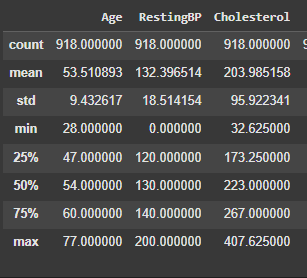 Age RestingBP Cholesterol
count 918.000000 918.000000 918.000000
mean 53.510893 132.396514 203.985158
std 9.432617 18.514154 95.922341
min 28.000000 0.000000 32.625000
25% 47.000000 120.000000 173.250000
50% 54.000000 130.000000 223.000000
75% 60.000000 140.000000 267.000000
max 77.000000 200.000000 407.625000